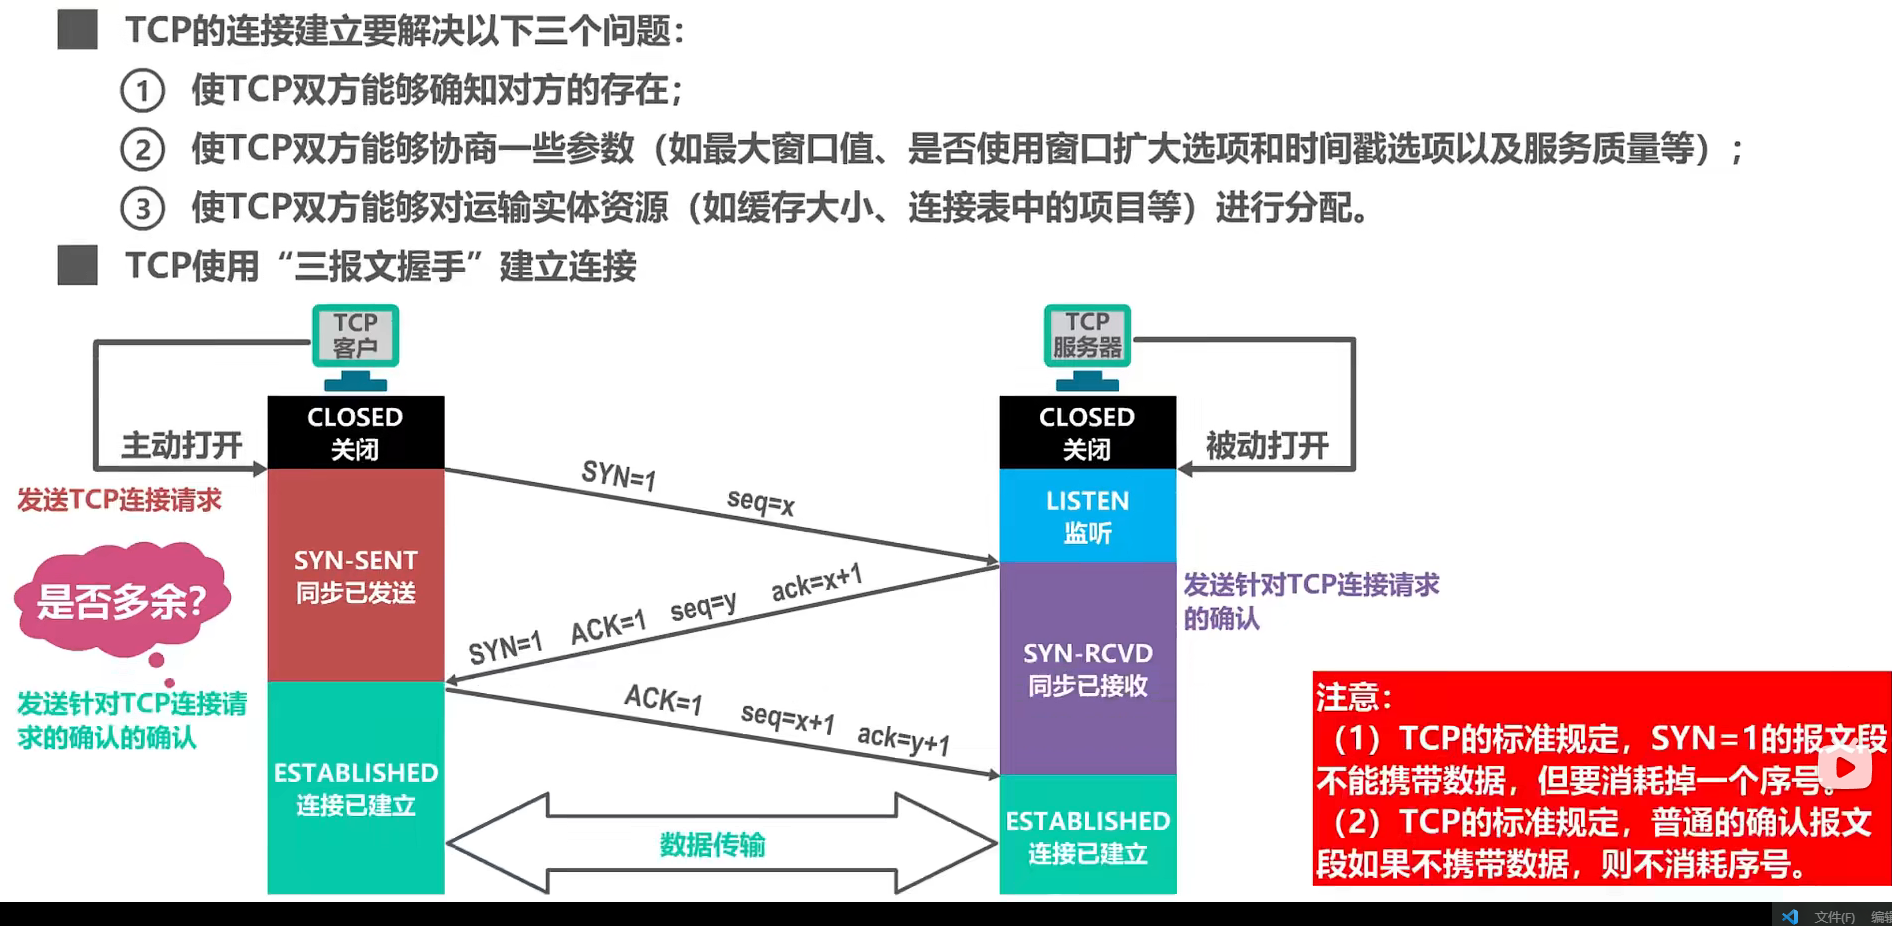 TCP的连接建立要解决以下三个问题：
① 使TCP双方能够确知对方的存在；
② 使TCP双方能够协商一些参数（如最大窗口值、是否使用窗口扩大选项和时间戳选项以及服务质量等）；
③ 使TCP双方能够对运输实体资源（如缓存大小、连接表中的项目等）进行分配。
TCP使用“三报文握手”建立连接
TCP
客户
TCP
服务器
主动打开
CLOSED
关闭
CLOSED
关闭
被动打开
发送TCP连接请求
SYN=1 seq=x
LISTEN
监听
是否多余？
SYN-SENT
同步已发送
SYN=1 ACK=1 seq=y ack=x+1
发送针对TCP连接请求
的确认
SYN-RCVD
同步已接收
发送针对TCP连接请
求的确认的确认
ACK=1 seq=x+1 ack=y+1
ESTABLISHED
连接已建立
数据传输
ESTABLISHED
连接已建立
注意：
（1）TCP的标准规定，SYN=1的报文段
不能携带数据，但要消耗掉一个序号。
（2）TCP的标准规定，普通的确认报文
段如果不携带数据，则不消耗序号。
文件(F) 编辑